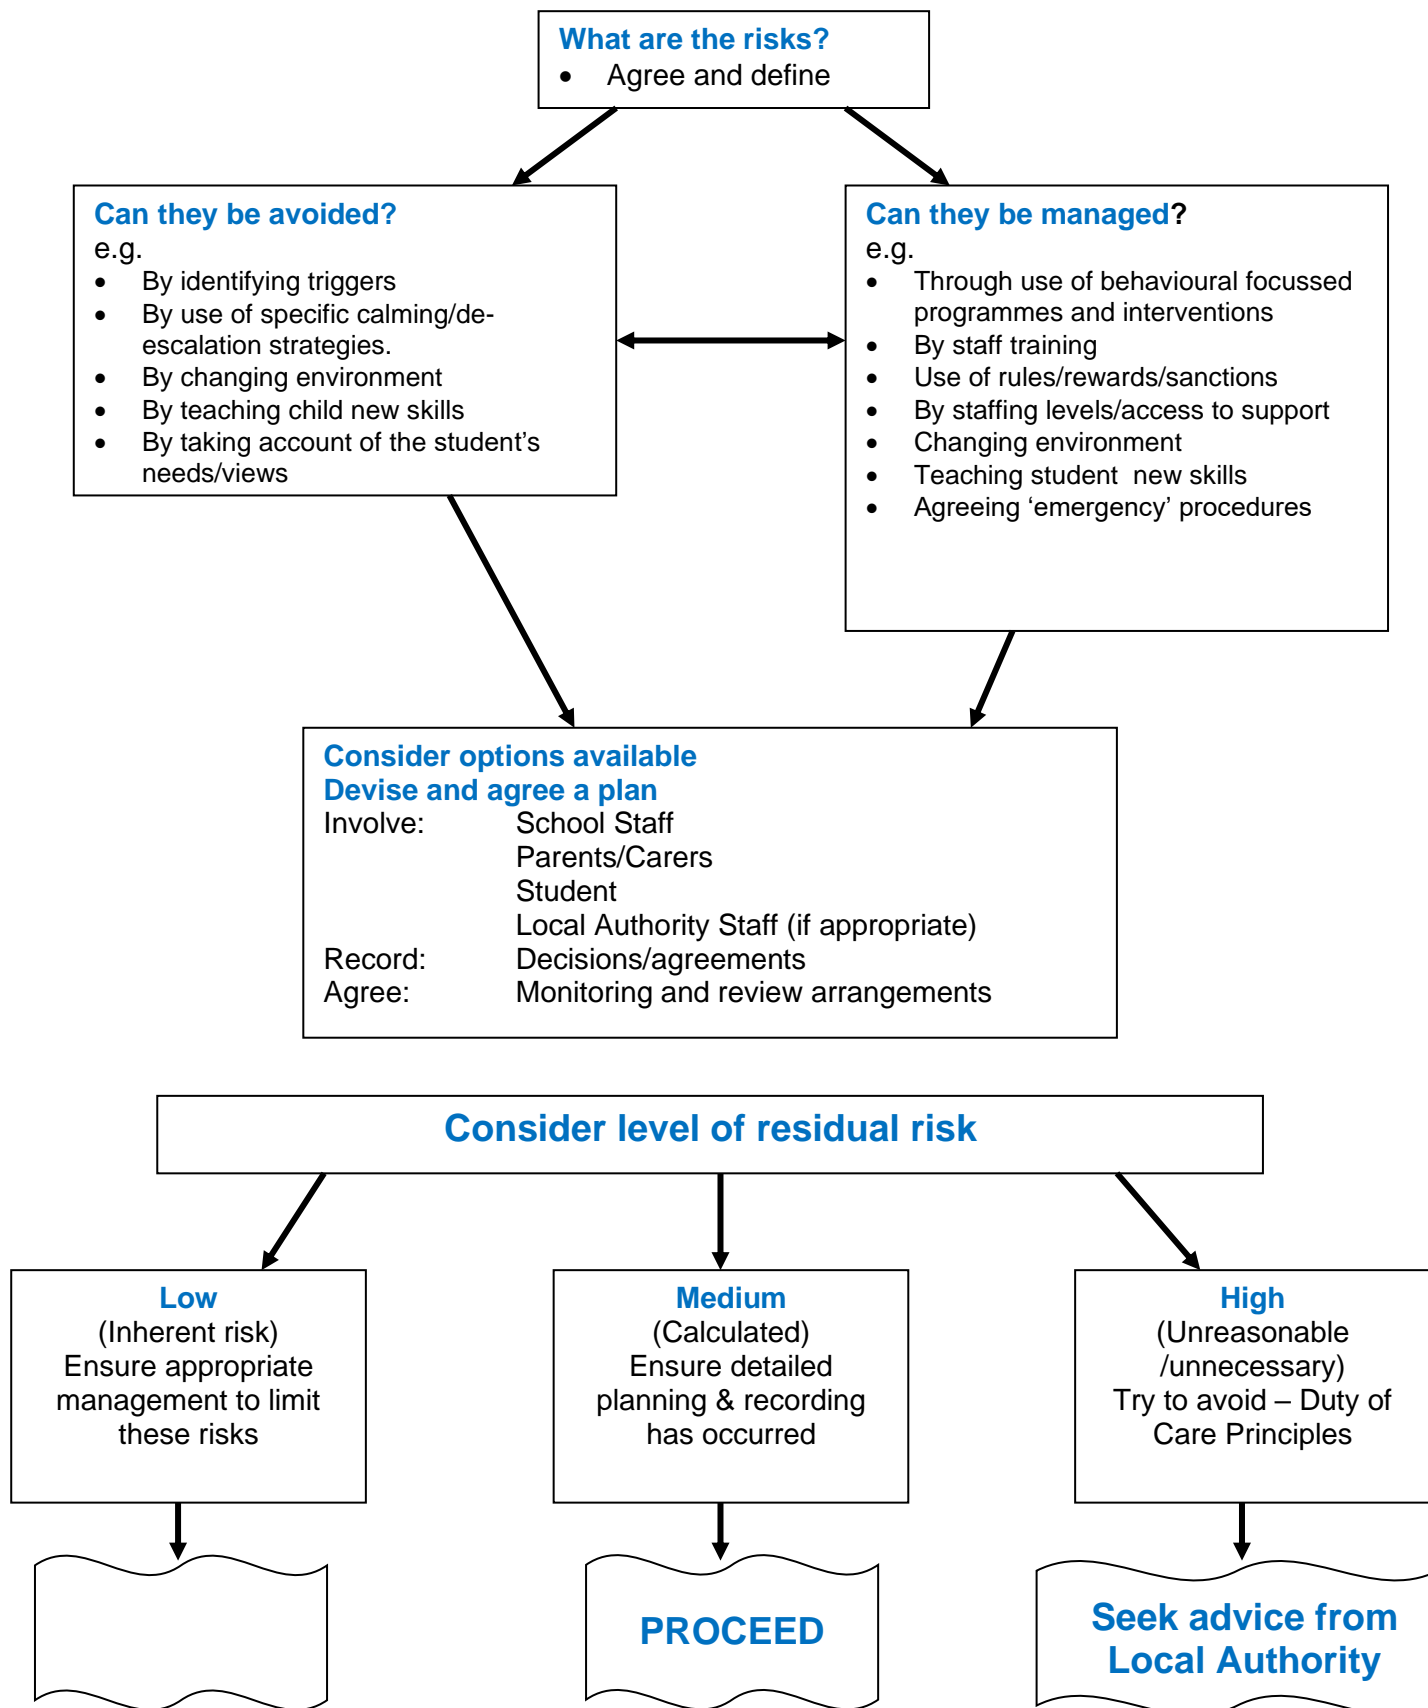 What are the risks?
• Agree and define
Can they be avoided?
e.g.
• By identifying triggers
• By use of specific calming/de-
escalation strategies.
• By changing environment
• By teaching child new skills
• By taking account of the student’s
needs/views
Can they be managed?
e.g.
• Through use of behavioural focussed
programmes and interventions
• By staff training
• Use of rules/rewards/sanctions
• By staffing levels/access to support
• Changing environment
• Teaching student  new skills
• Agreeing ‘emergency’ procedures
Consider options available
Devise and agree a plan
Involve: School Staff
Parents/Carers
Student
Local Authority Staff (if appropriate)
Record: Decisions/agreements
Agree: Monitoring and review arrangements
Consider level of residual risk
Low
(Inherent risk)
Ensure appropriate
management to limit
these risks
Medium
(Calculated)
Ensure detailed
planning & recording
has occurred
High
(Unreasonable
/unnecessary)
Try to avoid – Duty of
Care Principles
PROCEED
Seek advice from
Local Authority